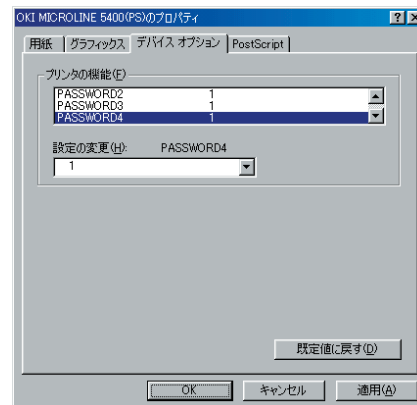 OKI MICROLINE 5400(PS)のプロパティ
用紙 グラフィックス デバイス オプション PostScript
プリンタの機能(F)
PASSWORD2 1
PASSWORD3 1
PASSWORD4 1
設定の変更(H): PASSWORD4
1
既定値に戻す(D)
OK キャンセル 適用(A)